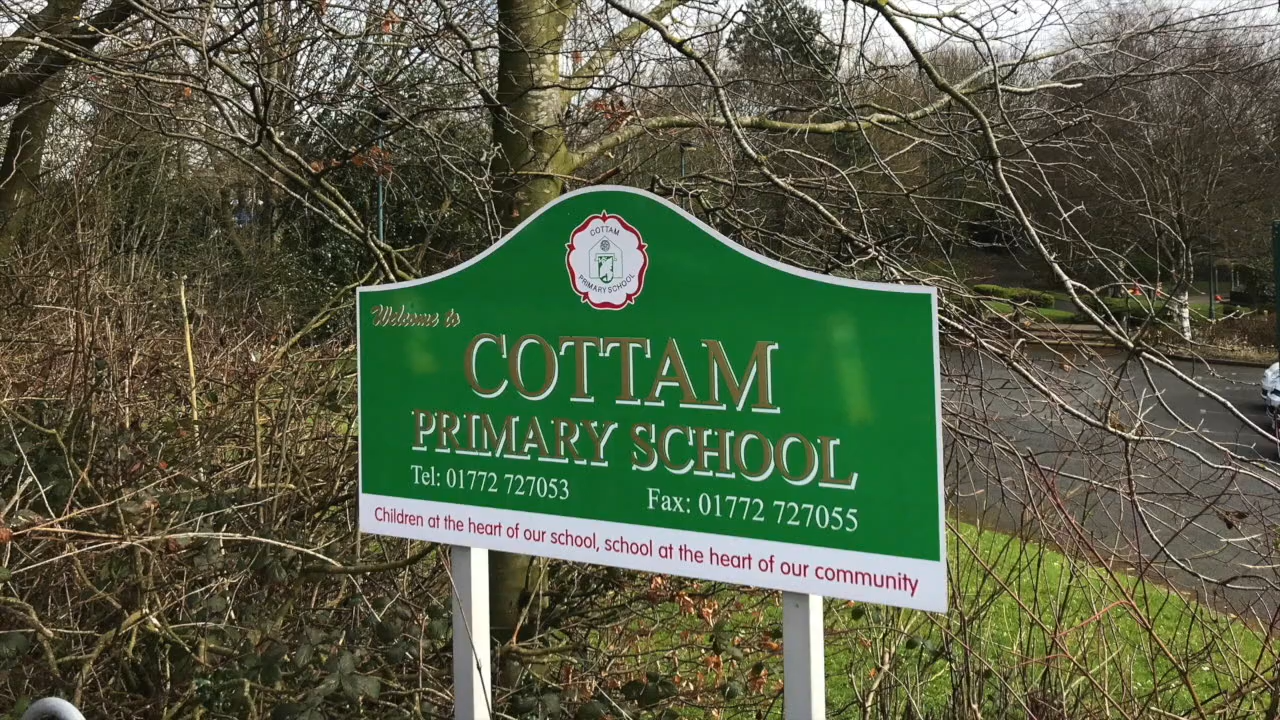 COTTAM
PRIMARY SCHOOL
Welcome to
COTTAM
PRIMARY SCHOOL
Tel: 01772 727053
Fax: 01772 727055
Children at the heart of our school, school at the heart of our community